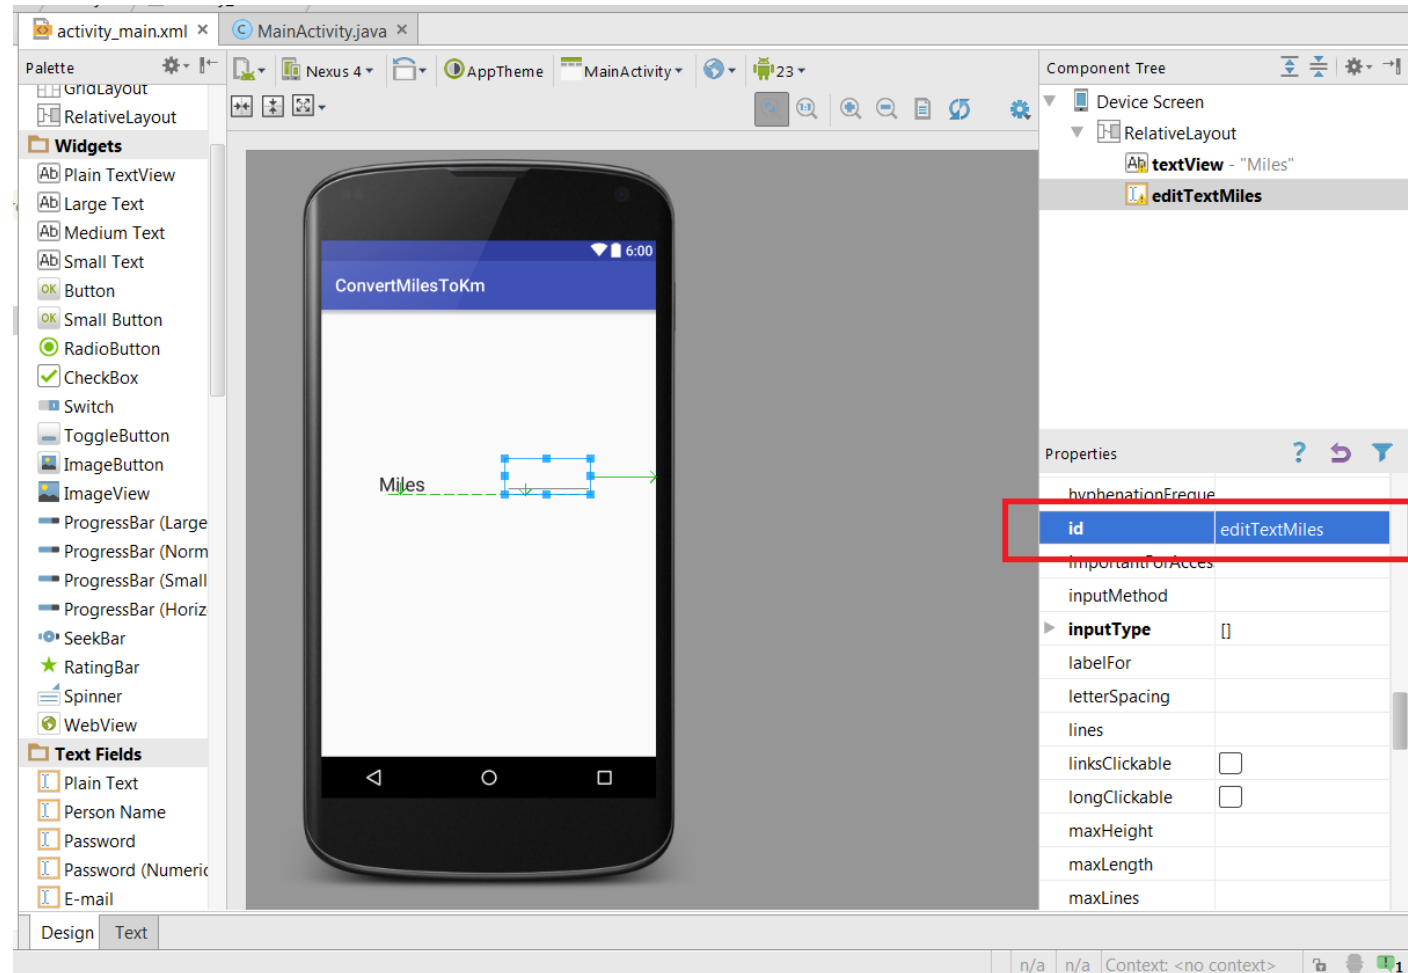 activity_main.xml ×
MainActivity.java ×
Palette
Nexus 4
AppTheme
MainActivity
23
Component Tree
GridLayout
RelativeLayout
Widgets
Plain TextView
Large Text
Medium Text
Small Text
Button
Small Button
RadioButton
CheckBox
Switch
ToggleButton
ImageButton
ImageView
ProgressBar (Large
ProgressBar (Norm
ProgressBar (Small
ProgressBar (Horiz
SeekBar
RatingBar
Spinner
WebView
Text Fields
Plain Text
Person Name
Password
Password (Numeric
E-mail
6:00
ConvertMilesToKm
Miles
Device Screen
RelativeLayout
textView - "Miles"
editTextMiles
Properties
hyphenationFreque
id editTextMiles
importantForAcces
inputMethod
inputType []
labelFor
letterSpacing
lines
linksClickable
longClickable
maxHeight
maxLength
maxLines
Design Text
n/a n/a Context: <no context> 1